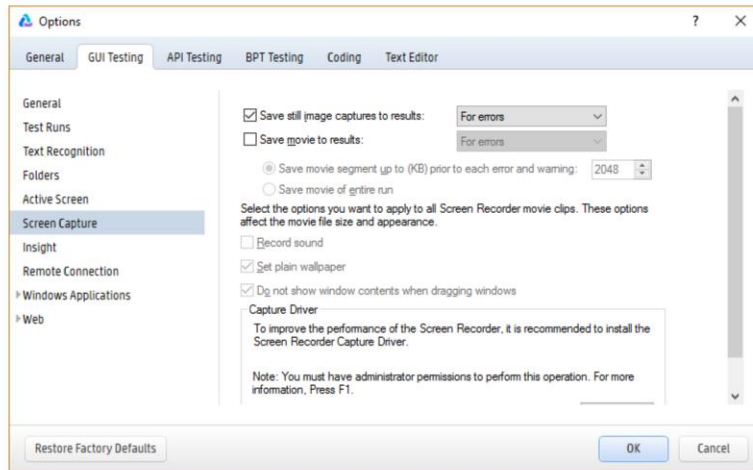 Options
? X
General GUI Testing API Testing BPT Testing Coding Text Editor
General
Test Runs
Text Recognition
Folders
Active Screen
Screen Capture
Insight
Remote Connection
Windows Applications
Web
Save still image captures to results: For errors
Save movie to results: For errors
Save movie segment up to (KB) prior to each error and warning: 2048
Save movie of entire run
Select the options you want to apply to all Screen Recorder movie clips. These options
affect the movie file size and appearance.
Record sound
Set plain wallpaper
Do not show window contents when dragging windows
Capture Driver
To improve the performance of the Screen Recorder, it is recommended to install the
Screen Recorder Capture Driver.
Note: You must have administrator permissions to perform this operation. For more
information, Press F1.
Restore Factory Defaults
OK
Cancel